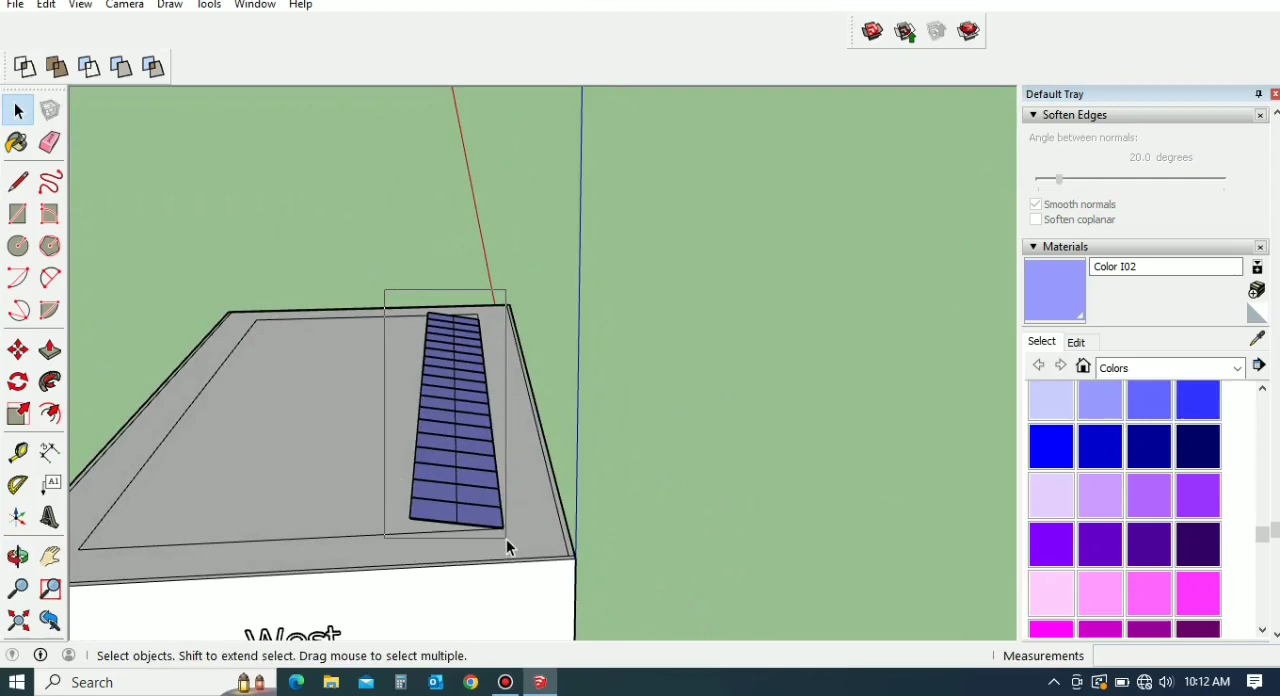 File Edit View Camera Draw Tools Window Help
Default Tray
Soften Edges
Angle between normals:
20.0 degrees
Smooth normals
Soften coplanar
Materials
Color I02
Select Edit
Colors
A1
West
Select objects. Shift to extend select. Drag mouse to select multiple.
Measurements
Search
10:12 AM